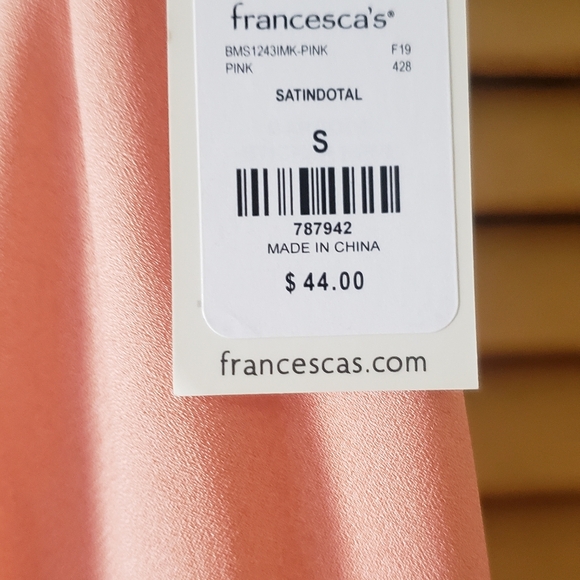 francesca's®
BMS1243IMK-PINK F19
PINK 428
SATINDOTAL
S
787942
MADE IN CHINA
$ 44.00
francescas.com